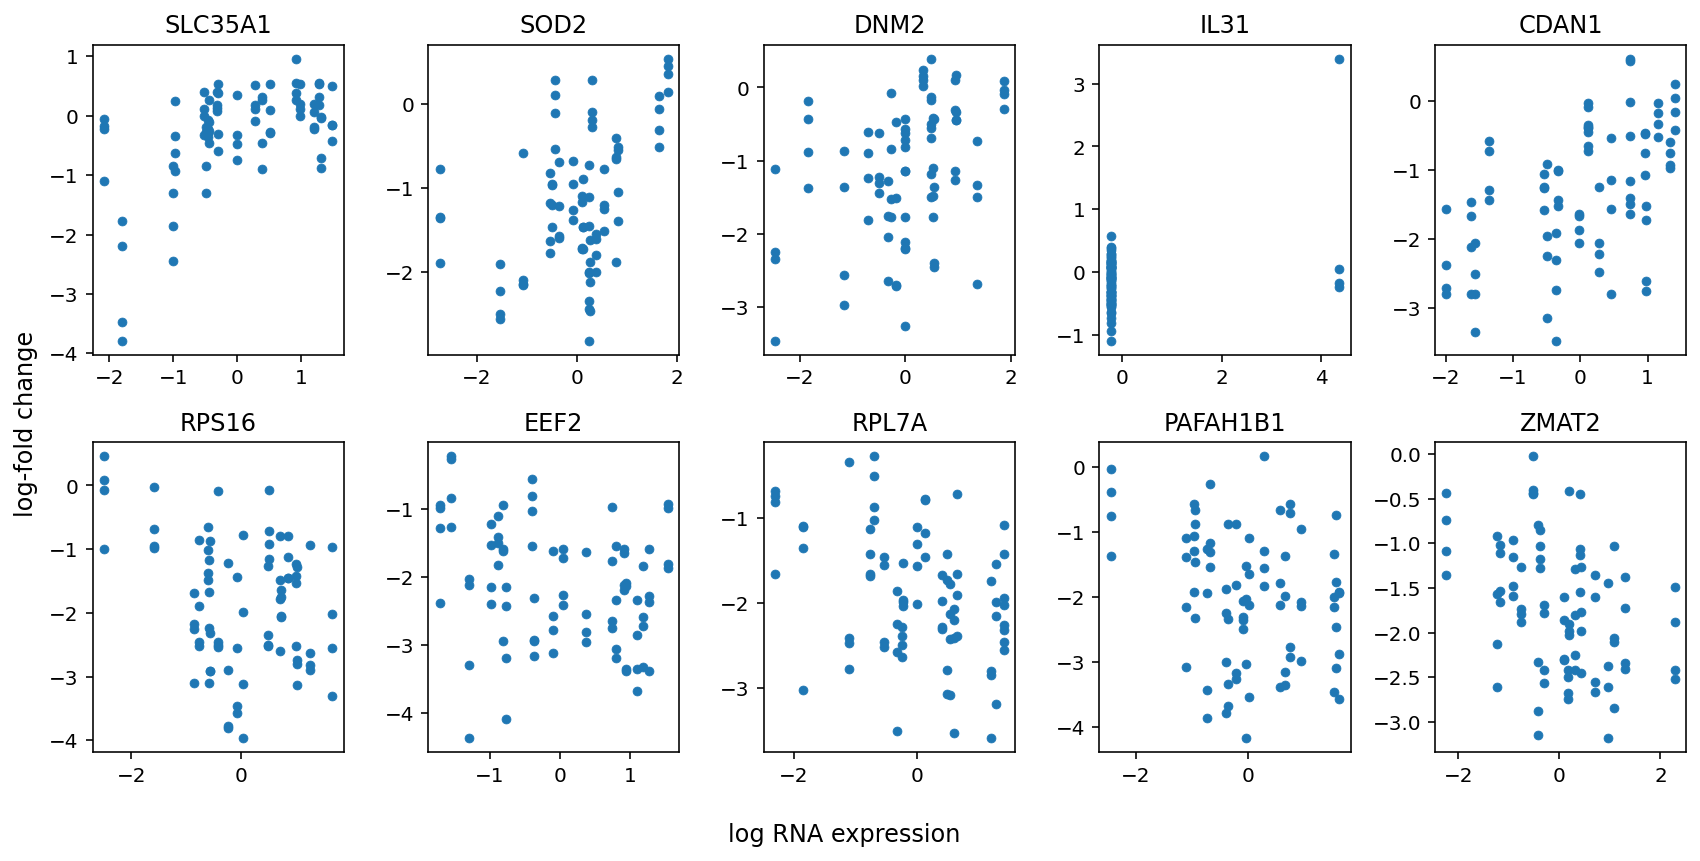 SLC35A1 SOD2 DNM2 IL31 CDAN1
1 0 −1 −2 −3 −4
−2 −1 0 1
0 −1 −2
−2 0 2
0 −1 −2 −3
−2 0 2
3 2 1 0 −1
0 2 4
0 −1 −2 −3
−2 −1 0 1
log-fold change
RPS16 EEF2 RPL7A PAFAH1B1 ZMAT2
0 −1 −2 −3 −4
−2 0
−1 −2 −3 −4
−1 0 1
−1 −2 −3
−2 0
0 −1 −2 −3 −4
−2 0
0.0 −0.5 −1.0 −1.5 −2.0 −2.5 −3.0
−2 0 2
log RNA expression